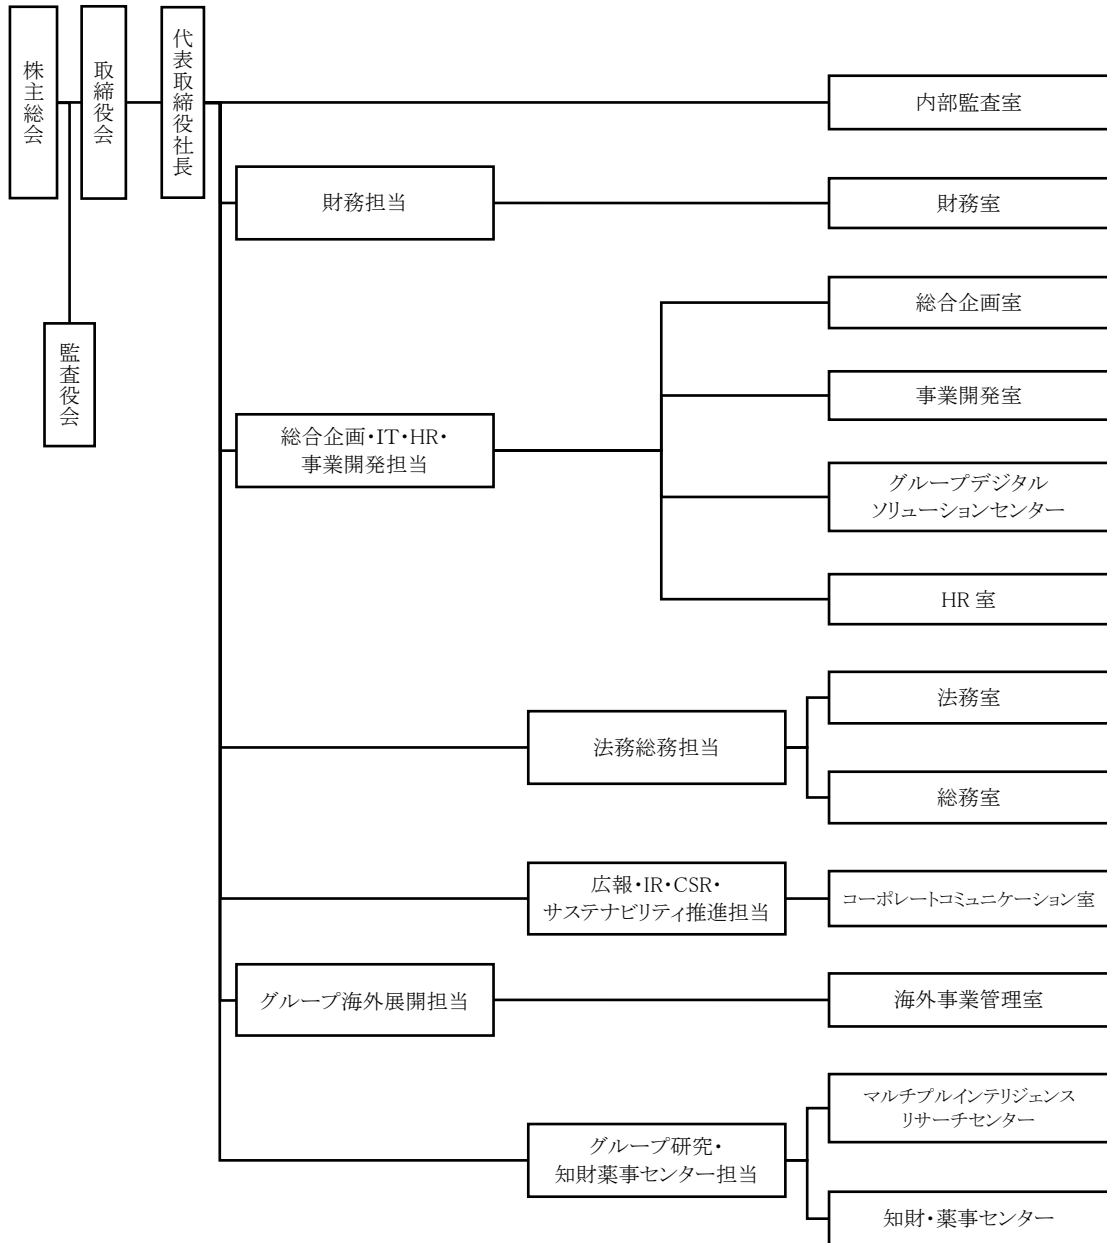 株主総会
取締役会
代表取締役社長
監査役会
内部監査室
財務担当
財務室
総合企画・IT・HR・
事業開発担当
総合企画室
事業開発室
グループデジタル
ソリューションセンター
HR 室
法務総務担当
法務室
総務室
広報・IR・CSR・
サステナビリティ推進担当
コーポレートコミュニケーション室
グループ海外展開担当
海外事業管理室
グループ研究・
知財薬事センター担当
マルチプルインテリジェンス
リサーチセンター
知財・薬事センター